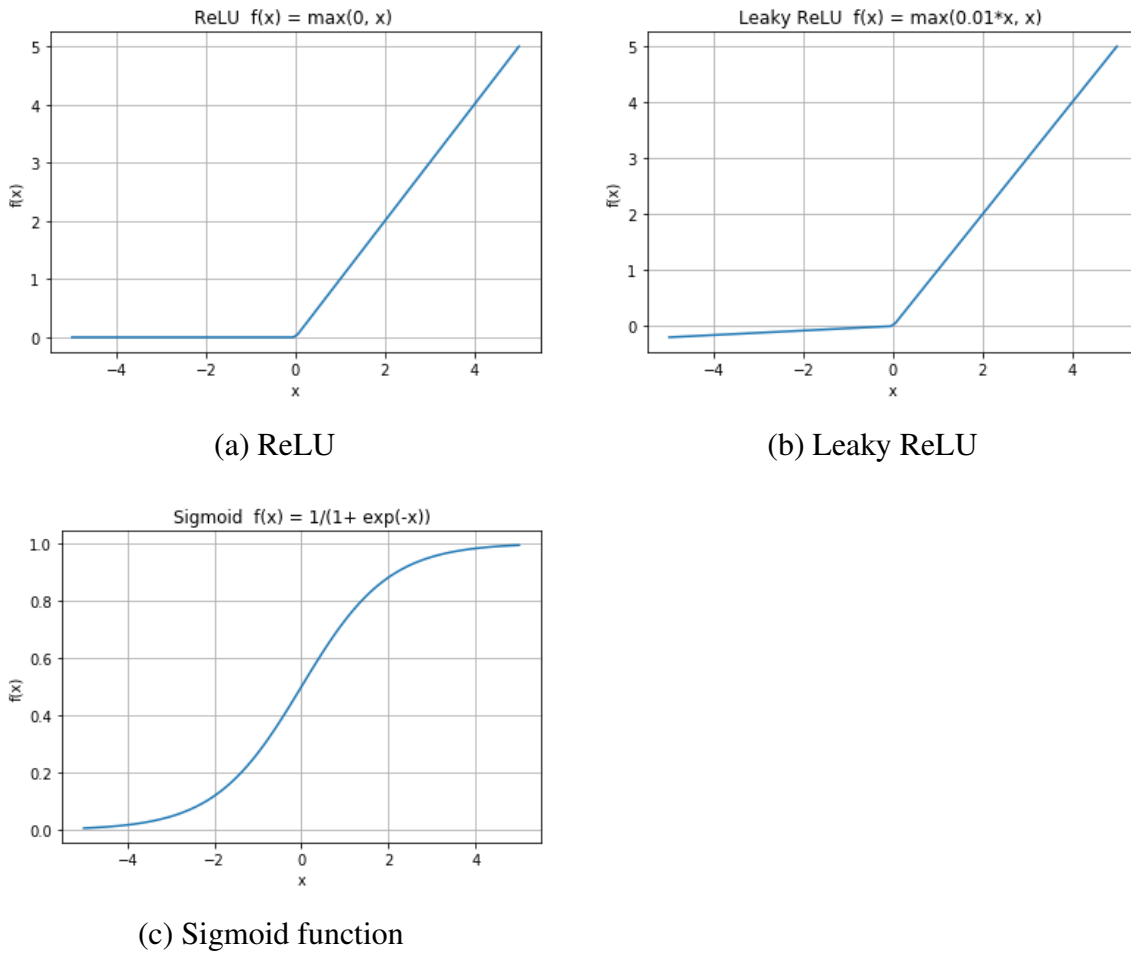 ReLU  f(x) = max(0, x)
5
4
3
2
1
0
f(x)
−4 −2 0 2 4
x
(a) ReLU
Leaky ReLU  f(x) = max(0.01*x, x)
5
4
3
2
1
0
f(x)
−4 −2 0 2 4
x
(b) Leaky ReLU
Sigmoid  f(x) = 1/(1+ exp(-x))
1.0
0.8
0.6
0.4
0.2
0.0
f(x)
−4 −2 0 2 4
x
(c) Sigmoid function